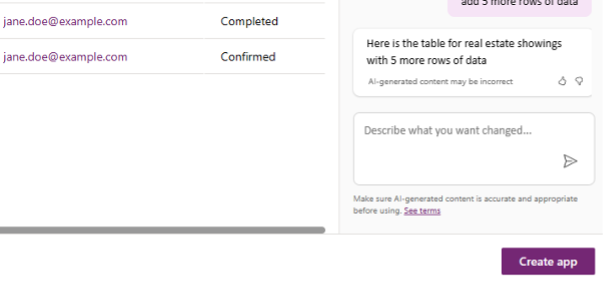 add 5 more rows of data
jane.doe@example.com Completed
jane.doe@example.com Confirmed
Here is the table for real estate showings
with 5 more rows of data
AI-generated content may be incorrect
Describe what you want changed...
Make sure AI-generated content is accurate and appropriate
before using. See terms
Create app